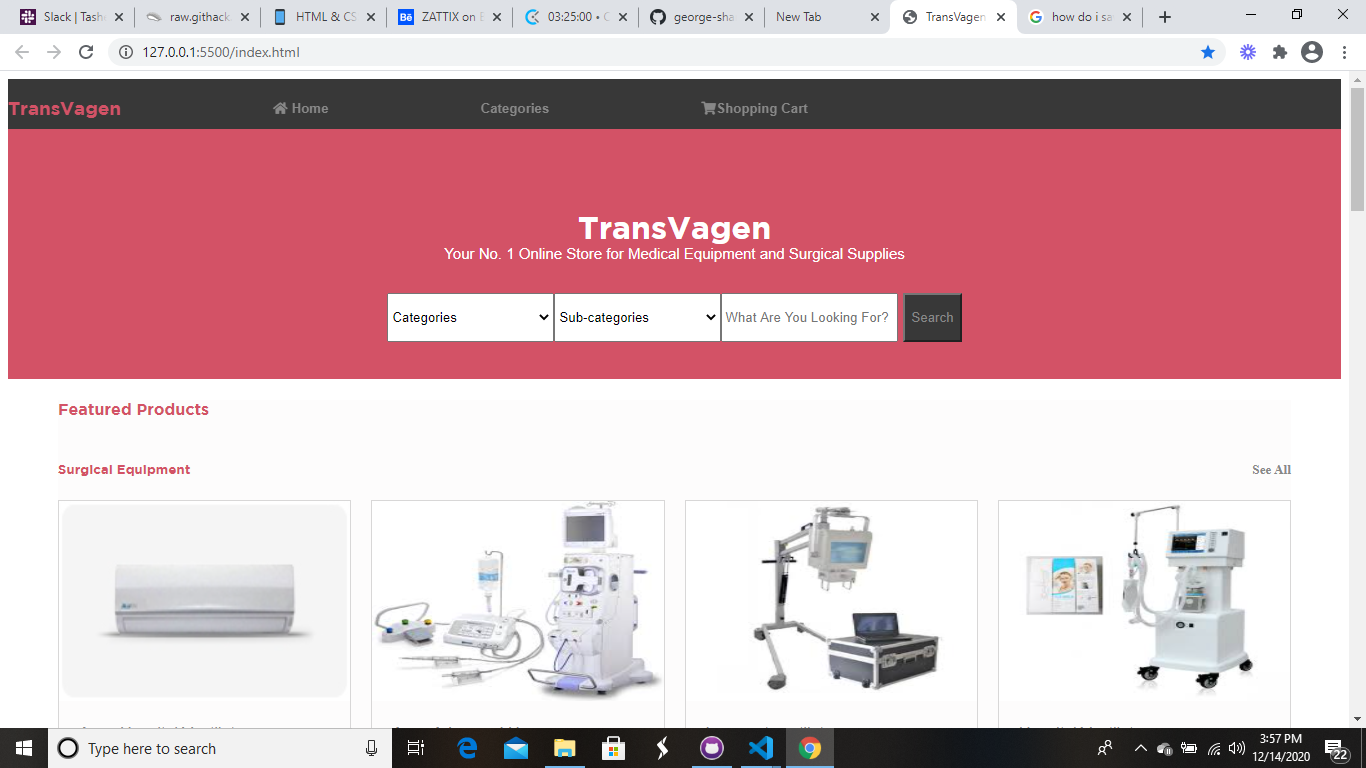 Slack | Tash
raw.githack
HTML & CS
Bē ZATTIX on B
03:25:00 • C
george-sha
New Tab
TransVagen
how do i sa
127.0.0.1:5500/index.html
TransVagen Home Categories Shopping Cart
TransVagen
Your No. 1 Online Store for Medical Equipment and Surgical Supplies
Categories Sub-categories What Are You Looking For? Search
Featured Products
Surgical Equipment See All
Type here to search
3:57 PM
12/14/2020
22